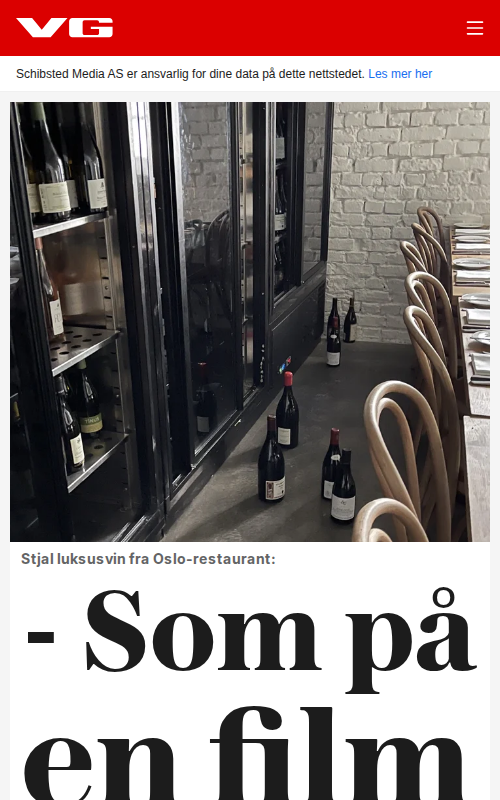 VG
Schibsted Media AS er ansvarlig for dine data på dette nettstedet. Les mer her
Stjal luksusvin fra Oslo-restaurant:
- Som på
en film